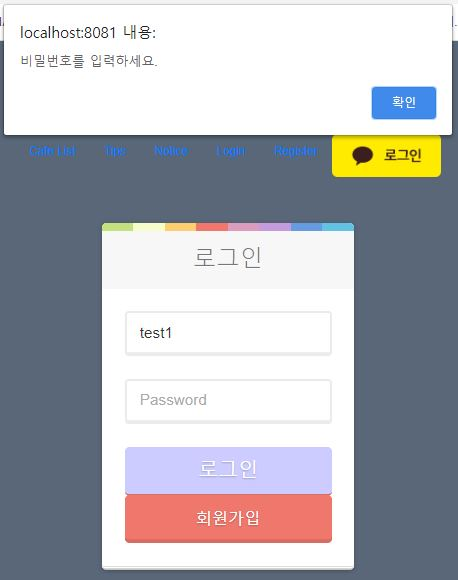 localhost:8081 내용:
비밀번호를 입력하세요.
확인
Cafe List Tips Notice Login Register 로그인
로그인
test1
Password
로그인
회원가입